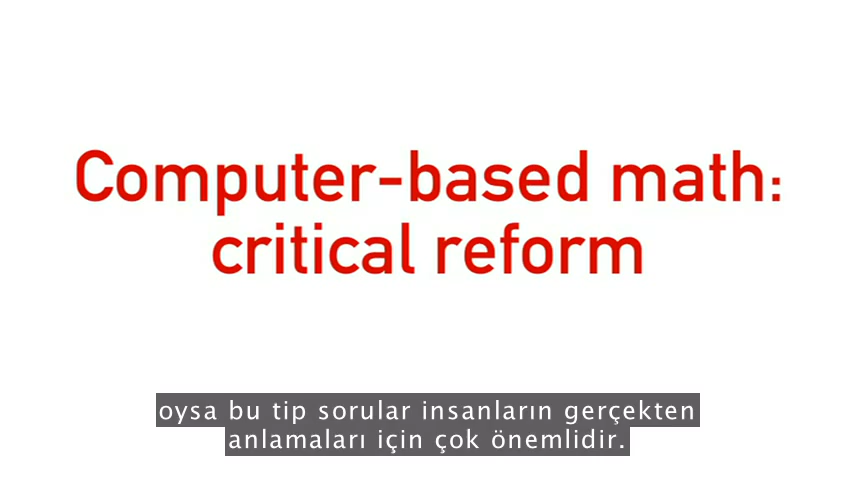 Computer-based math:
critical reform
oysa bu tip sorular insanların gerçekten
anlamaları için çok önemlidir.